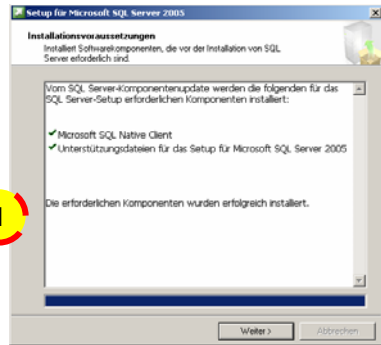 Setup für Microsoft SQL Server 2005
Installationsvoraussetzungen
Installiert Softwarekomponenten, die vor der Installation von SQL
Server erforderlich sind.
Vom SQL Server-Komponentenupdate werden die folgenden für das
SQL Server-Setup erforderlichen Komponenten installiert:
Microsoft SQL Native Client
Unterstützungsdateien für das Setup für Microsoft SQL Server 2005
Die erforderlichen Komponenten wurden erfolgreich installiert.
Weiter >
Abbrechen